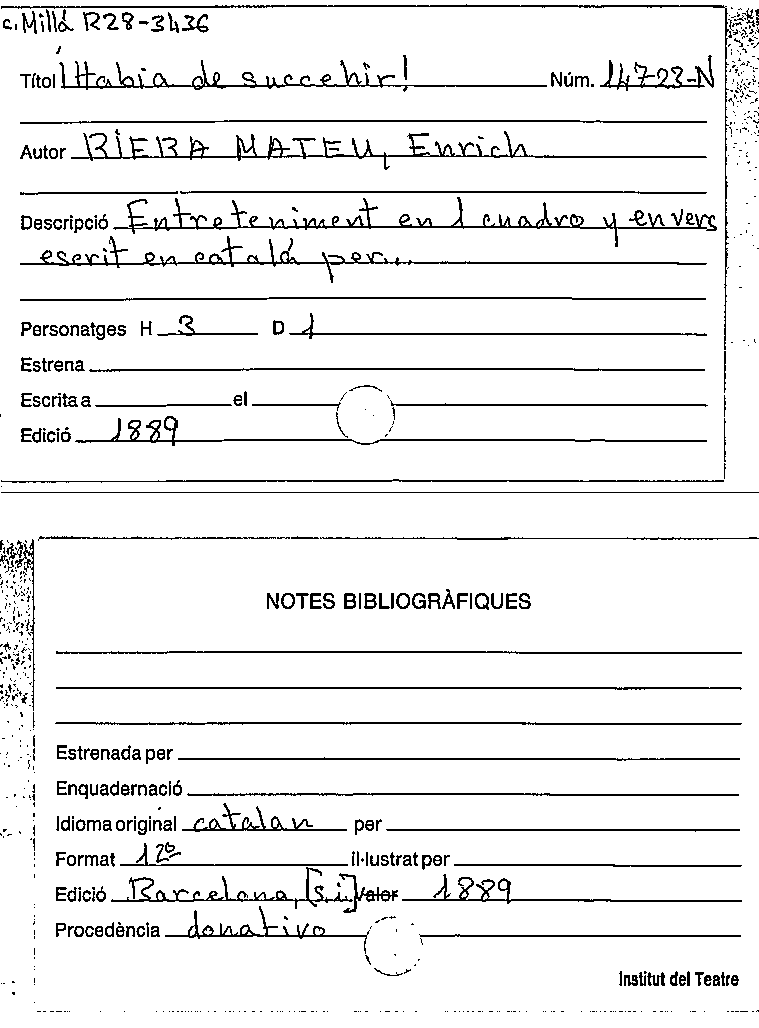 c. Millá R28-3436
Títol ¡Habia de succehir! Núm. 14723-N
Autor RIERA MATEU, Enrich
Descripció Entreteniment en 1 cuadro y en vers
escrit en catalá per...
Personatges H 3 D 1
Estrena
Escrita a el
Edició 1889
NOTES BIBLIOGRÀFIQUES
Estrenada per
Enquadernació
Idioma original catalan per
Format 12º il·lustrat per
Edició Barcelona, [s.i.] Valor 1889
Procedència donativo
Institut del Teatre